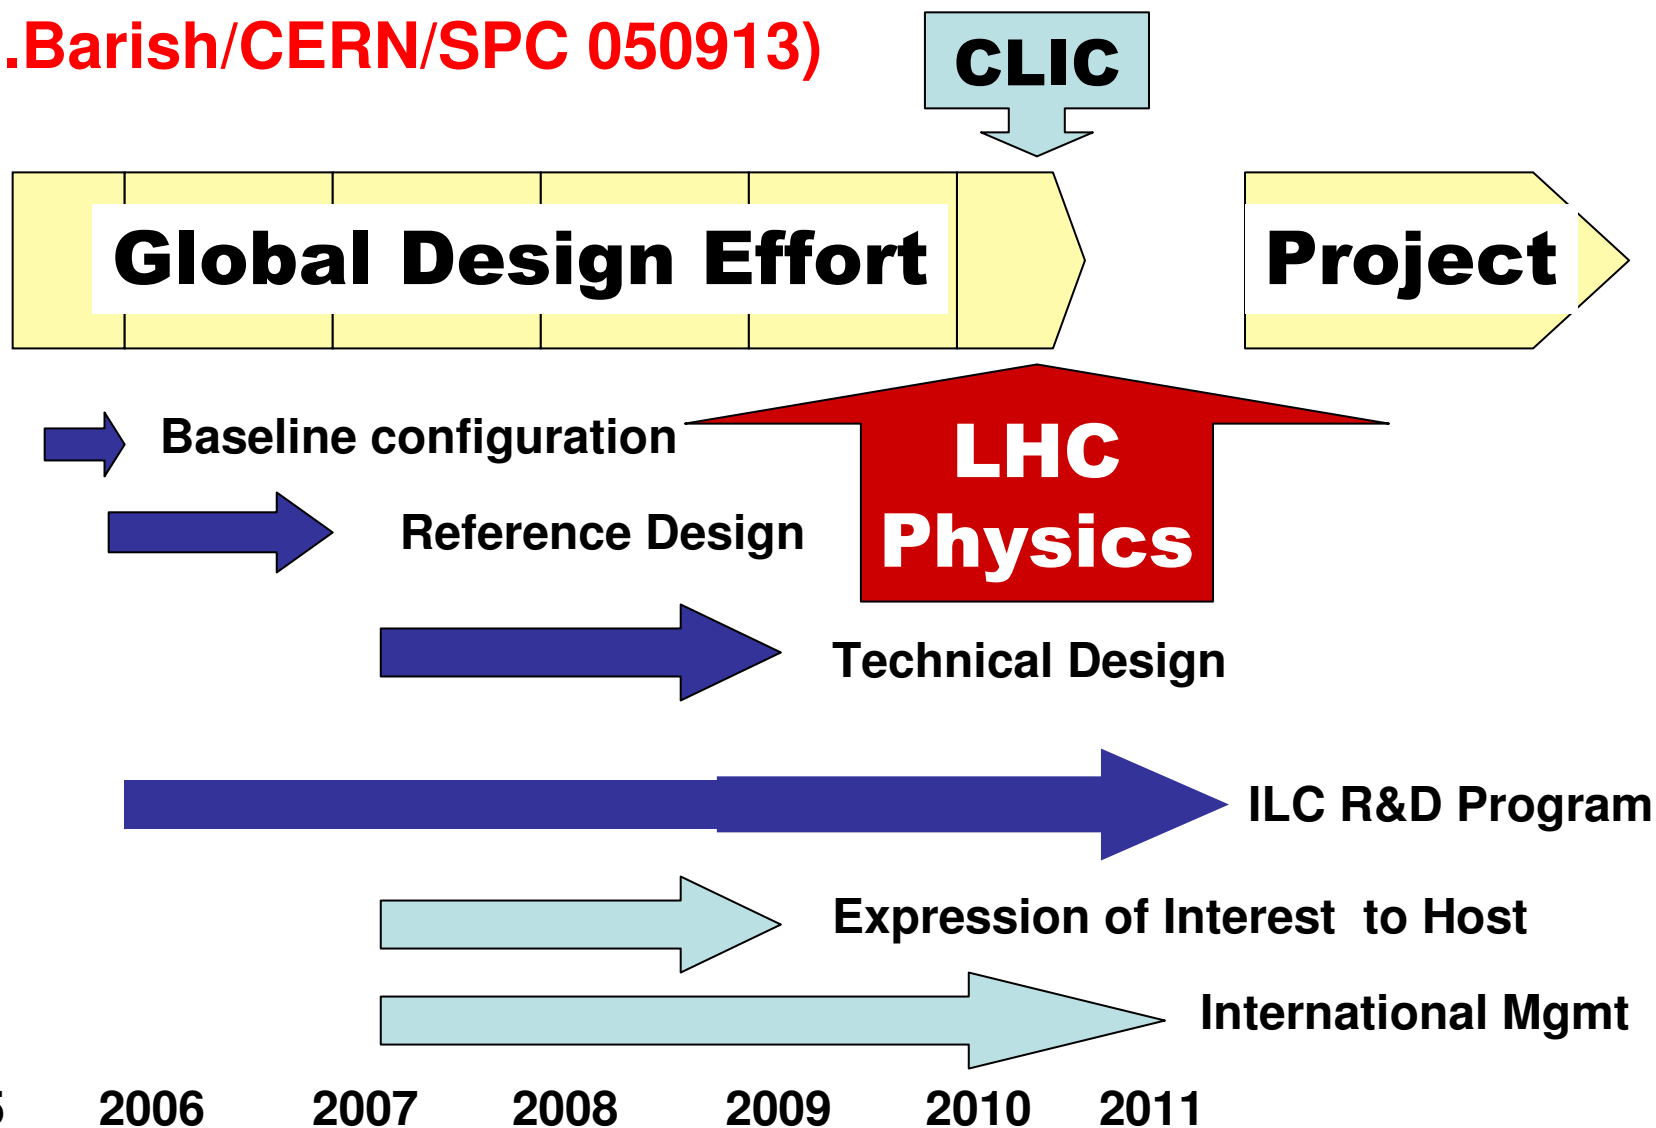 .Barish/CERN/SPC 050913)
CLIC
Global Design Effort
Project
Baseline configuration
LHC
Physics
Reference Design
Technical Design
ILC R&D Program
Expression of Interest  to Host
International Mgmt
2006 2007 2008 2009 2010 2011